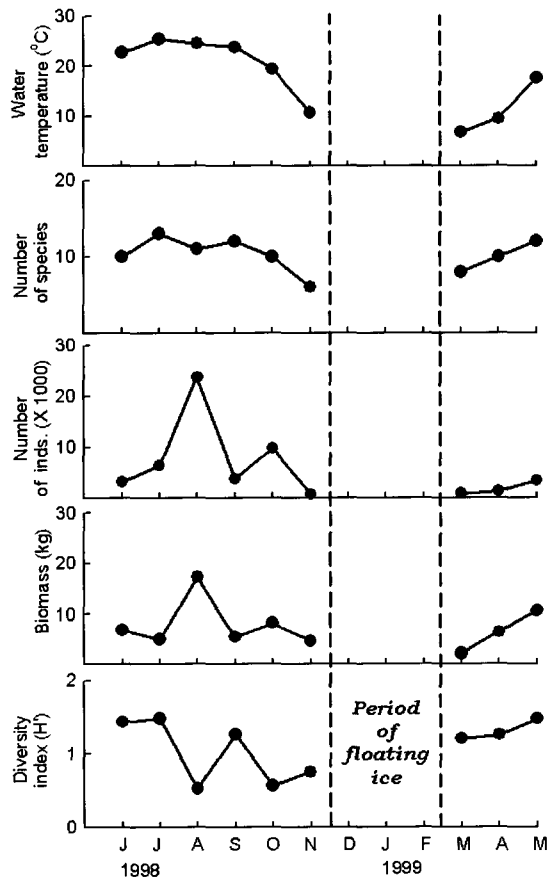 30
20
10
Water
temperature (⁰C)
20
10
Number
of species
30
20
10
Number
of inds. (X 1000)
30
20
10
Biomass (kg)
2
1
0
Diversity
index (H')
Period
of
floating
ice
J J A S O N D J F M A M
1998 1999